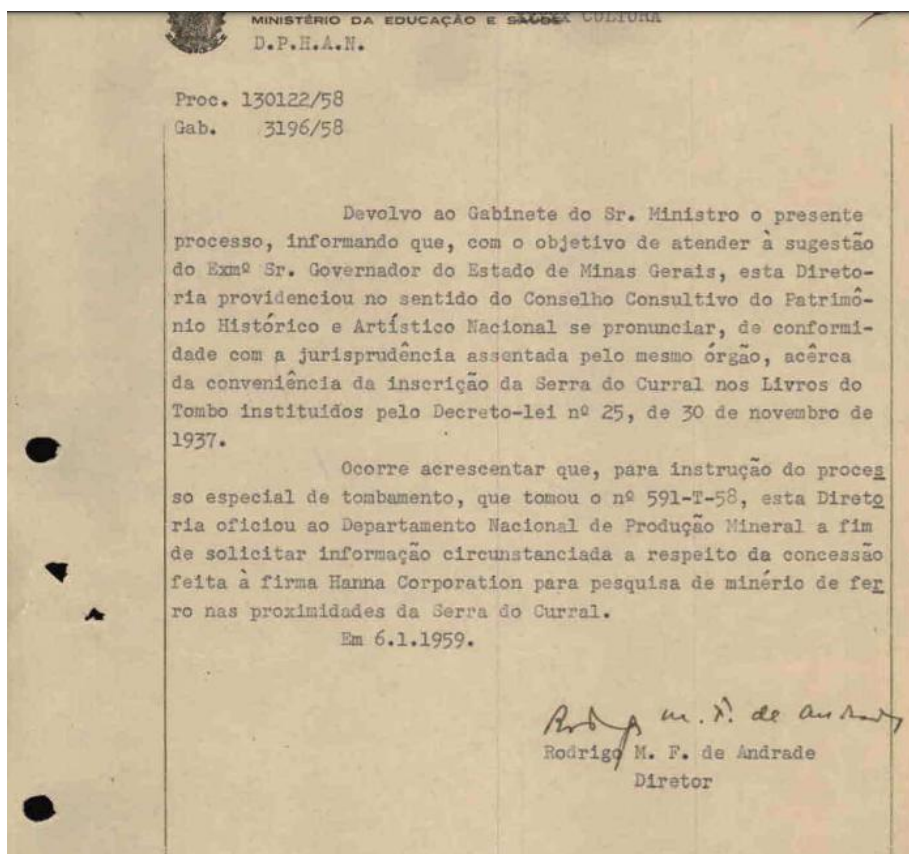 MINISTÉRIO DA EDUCAÇÃO E SAÚDE CULTURA
D.P.H.A.N.
Proc. 130122/58
Gab. 3196/58
Devolvo ao Gabinete do Sr. Ministro o presente
processo, informando que, com o objetivo de atender à sugestão
do Exmº Sr. Governador do Estado de Minas Gerais, esta Direto-
ria providenciou no sentido do Conselho Consultivo do Patrimô-
nio Histórico e Artístico Nacional se pronunciar, de conformi-
dade com a jurisprudência assentada pelo mesmo órgão, acêrca
da conveniência da inscrição da Serra do Curral nos Livros do
Tombo instituidos pelo Decreto-lei nº 25, de 30 de novembro de
1937.
Ocorre acrescentar que, para instrução do proces
so especial de tombamento, que tomou o nº 591-T-58, esta Direto
ria oficiou ao Departamento Nacional de Produção Mineral a fim
de solicitar informação circunstanciada a respeito da concessão
feita à firma Hanna Corporation para pesquisa de minério de fer
ro nas proximidades da Serra do Curral.
Em 6.1.1959.
Rodrigo M. F. de Andrade
Rodrigo M. F. de Andrade
Diretor